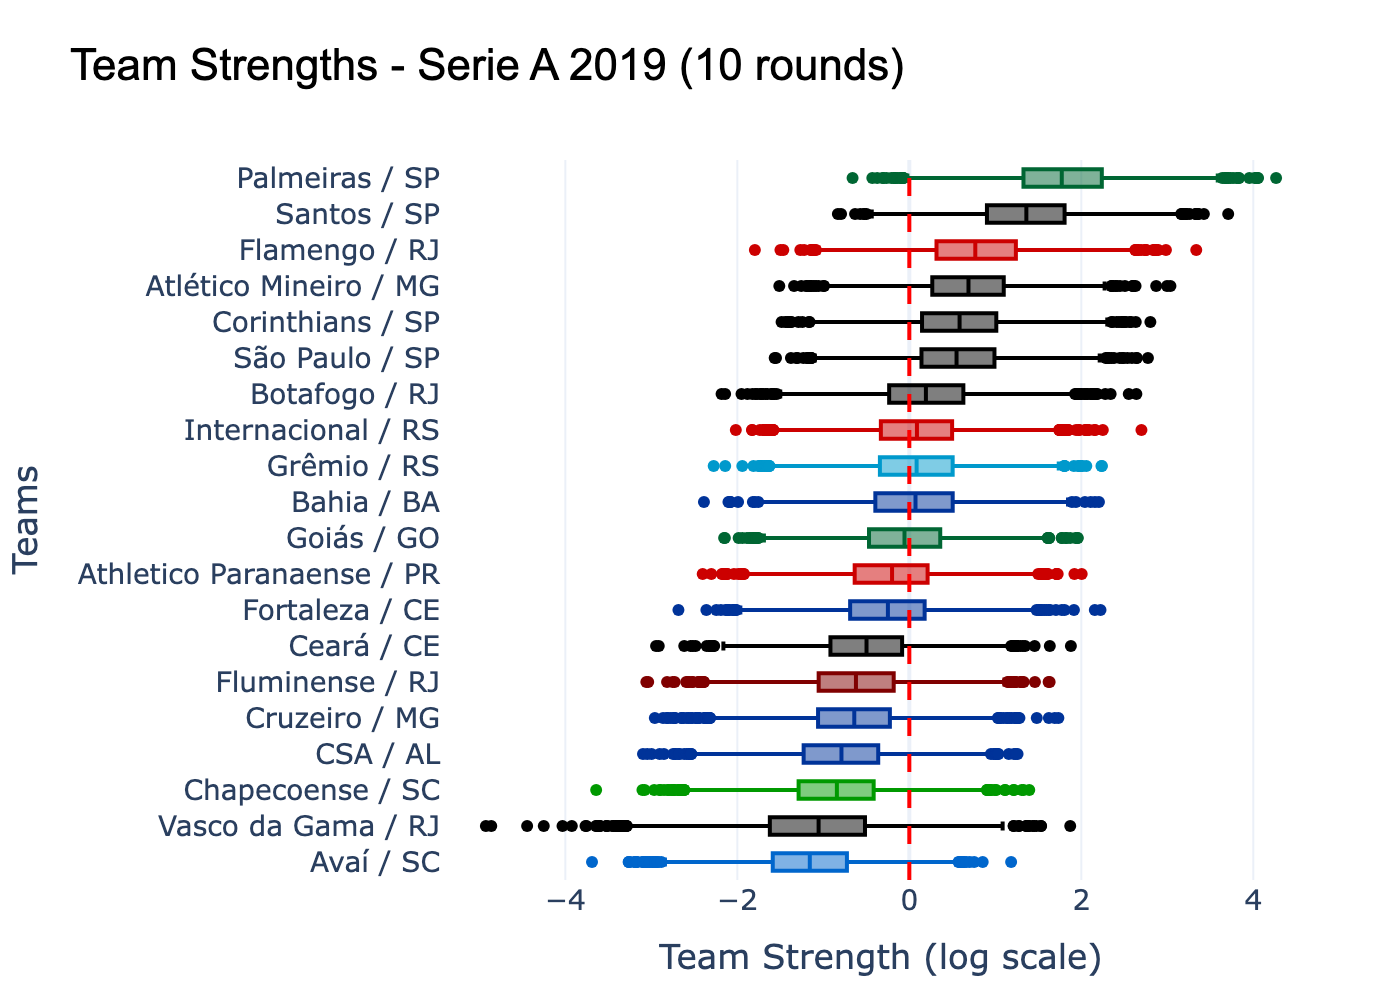 Team Strengths - Serie A 2019 (10 rounds)
Teams
Palmeiras / SP
Santos / SP
Flamengo / RJ
Atlético Mineiro / MG
Corinthians / SP
São Paulo / SP
Botafogo / RJ
Internacional / RS
Grêmio / RS
Bahia / BA
Goiás / GO
Athletico Paranaense / PR
Fortaleza / CE
Ceará / CE
Fluminense / RJ
Cruzeiro / MG
CSA / AL
Chapecoense / SC
Vasco da Gama / RJ
Avaí / SC
−4 −2 0 2 4
Team Strength (log scale)